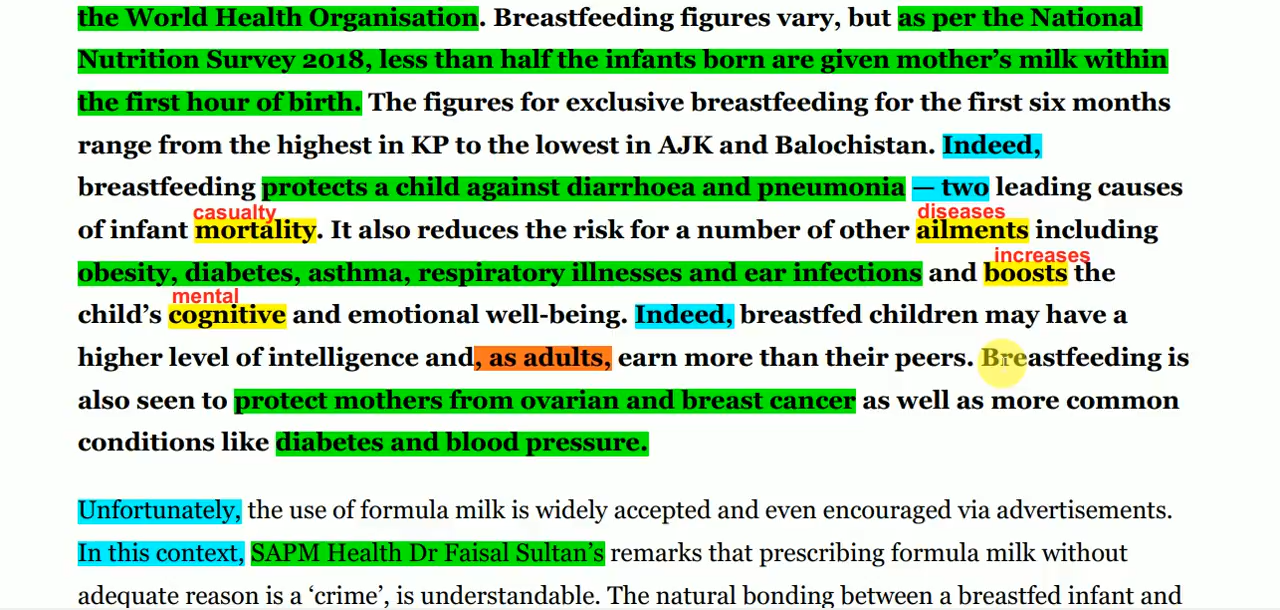 the World Health Organisation. Breastfeeding figures vary, but as per the National
Nutrition Survey 2018, less than half the infants born are given mother's milk within
the first hour of birth. The figures for exclusive breastfeeding for the first six months
range from the highest in KP to the lowest in AJK and Balochistan. Indeed,
breastfeeding protects a child against diarrhoea and pneumonia — two leading causes
casualty diseases
of infant mortality. It also reduces the risk for a number of other ailments including
increases
obesity, diabetes, asthma, respiratory illnesses and ear infections and boosts the
mental
child's cognitive and emotional well-being. Indeed, breastfed children may have a
higher level of intelligence and, as adults, earn more than their peers. Breastfeeding is
also seen to protect mothers from ovarian and breast cancer as well as more common
conditions like diabetes and blood pressure.
Unfortunately, the use of formula milk is widely accepted and even encouraged via advertisements.
In this context, SAPM Health Dr Faisal Sultan's remarks that prescribing formula milk without
adequate reason is a 'crime', is understandable. The natural bonding between a breastfed infant and